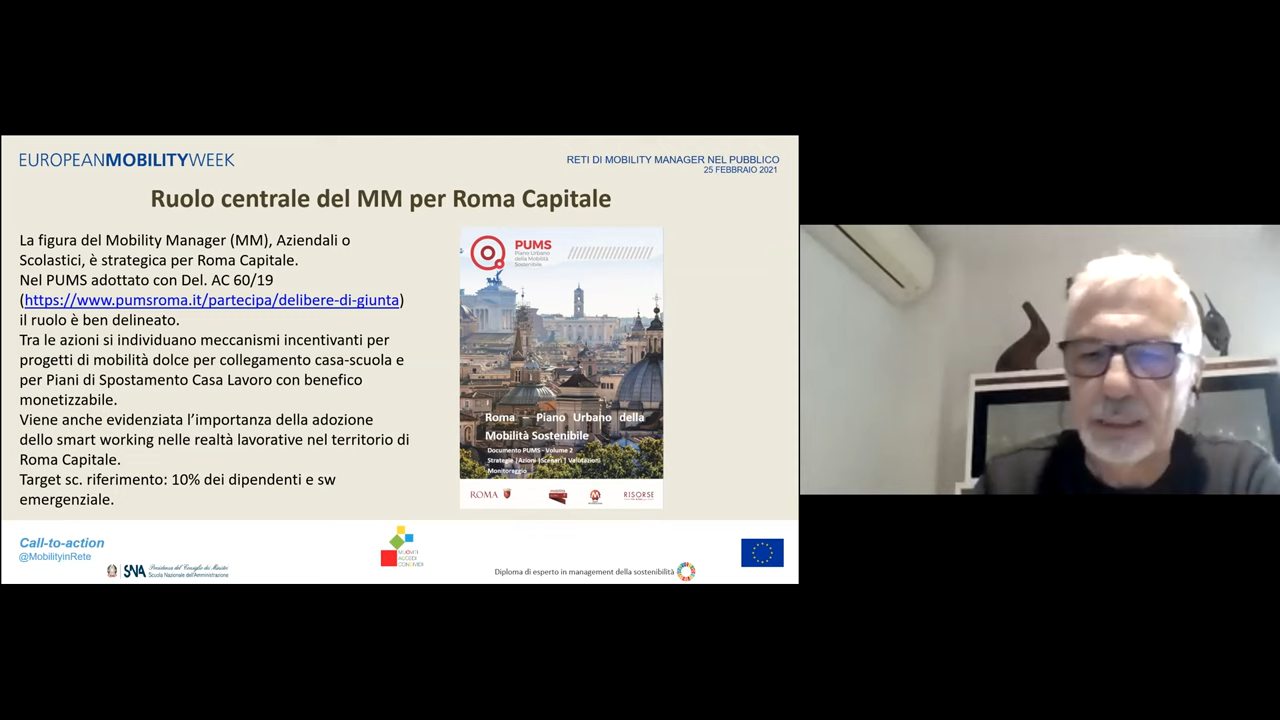 EUROPEANMOBILITYWEEK
RETI DI MOBILITY MANAGER NEL PUBBLICO
25 FEBBRAIO 2021
Ruolo centrale del MM per Roma Capitale
La figura del Mobility Manager (MM), Aziendali o
Scolastici, è strategica per Roma Capitale.
Nel PUMS adottato con Del. AC 60/19
(https://www.pumsroma.it/partecipa/delibere-di-giunta)
il ruolo è ben delineato.
Tra le azioni si individuano meccanismi incentivanti per
progetti di mobilità dolce per collegamento casa-scuola e
per Piani di Spostamento Casa Lavoro con benefico
monetizzabile.
Viene anche evidenziata l'importanza della adozione
dello smart working nelle realtà lavorative nel territorio di
Roma Capitale.
Target sc. riferimento: 10% dei dipendenti e sw
emergenziale.
PUMS
Piano Urbano
della Mobilità
Sostenibile
Roma – Piano Urbano della
Mobilità Sostenibile
Documento PUMS - Volume 2
Strategie |Azioni |Scenari | Valutazioni
Monitoraggio
ROMA
RISORSE
Call-to-action
@MobilityinRete
SNA
Presidenza del Consiglio dei Ministri
Scuola Nazionale dell'Amministrazione
MUOVITI
ACCEDI
CONDIVIDI
Diploma di esperto in management della sostenibilità